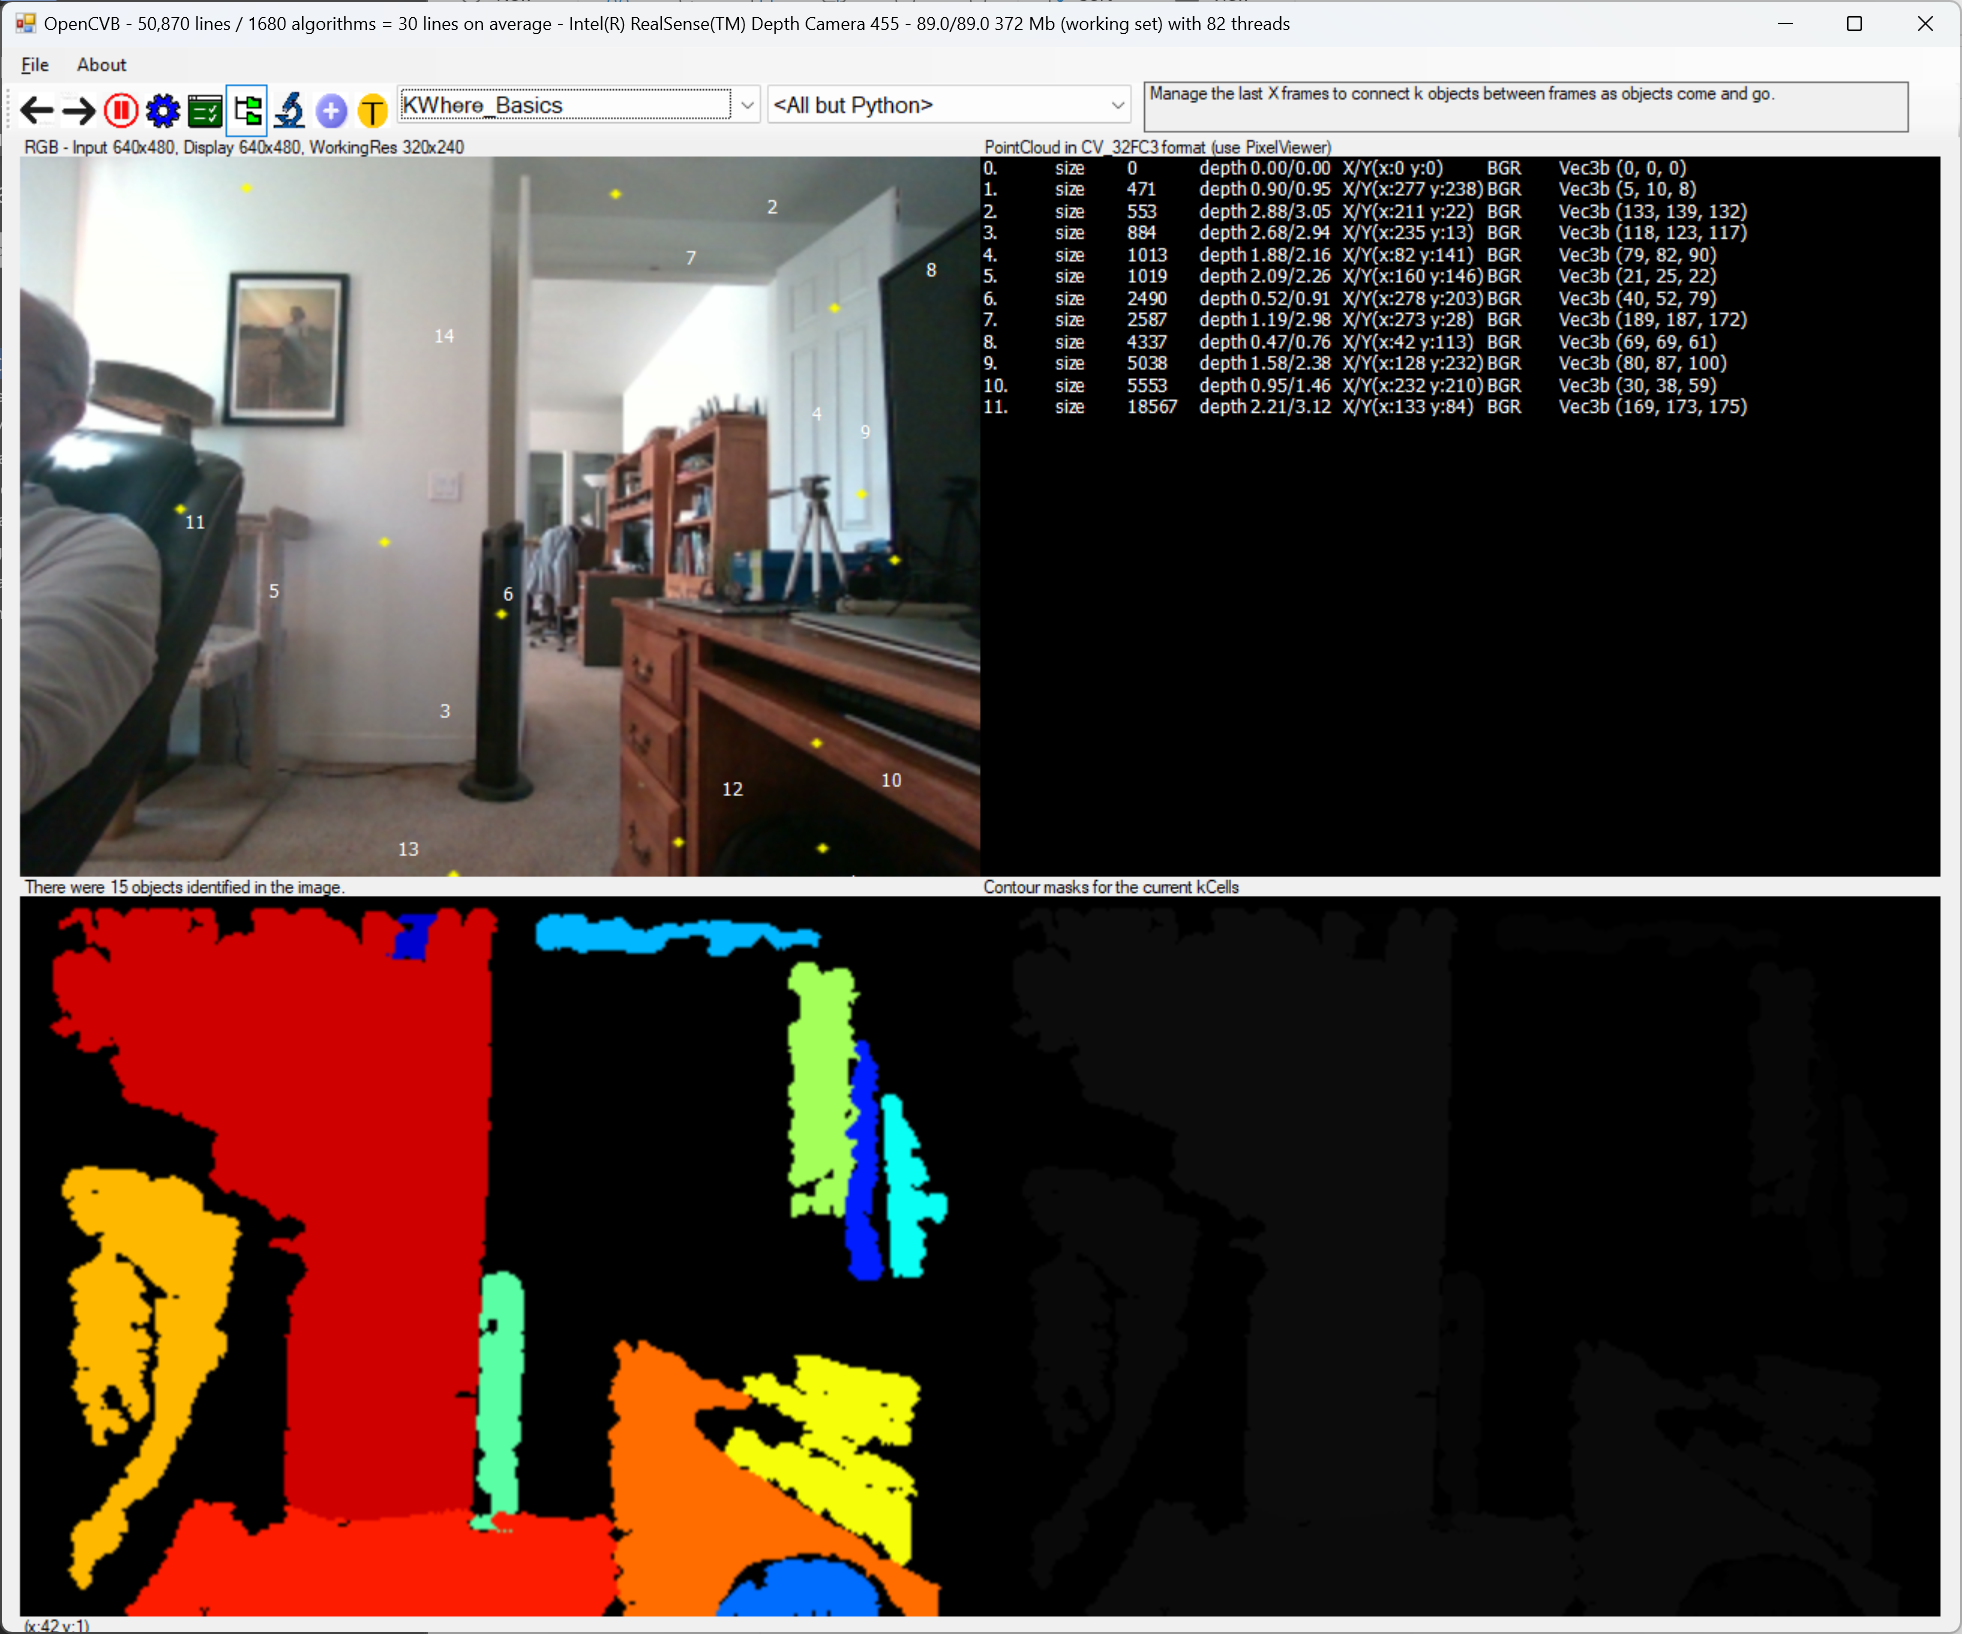 OpenCVB - 50,870 lines / 1680 algorithms = 30 lines on average - Intel(R) RealSense(TM) Depth Camera 455 - 89.0/89.0 372 Mb (working set) with 82 threads
File About
KWhere_Basics <All but Python> Manage the last X frames to connect k objects between frames as objects come and go.
RGB - Input 640x480, Display 640x480, WorkingRes 320x240
2
7
8
14
4
9
11
5
6
3
10
12
13
PointCloud in CV_32FC3 format (use PixelViewer)
0. size 0 depth 0.00/0.00 X/Y(x:0 y:0) BGR Vec3b (0, 0, 0)
1. size 471 depth 0.90/0.95 X/Y(x:277 y:238) BGR Vec3b (5, 10, 8)
2. size 553 depth 2.88/3.05 X/Y(x:211 y:22) BGR Vec3b (133, 139, 132)
3. size 884 depth 2.68/2.94 X/Y(x:235 y:13) BGR Vec3b (118, 123, 117)
4. size 1013 depth 1.88/2.16 X/Y(x:82 y:141) BGR Vec3b (79, 82, 90)
5. size 1019 depth 2.09/2.26 X/Y(x:160 y:146) BGR Vec3b (21, 25, 22)
6. size 2490 depth 0.52/0.91 X/Y(x:278 y:203) BGR Vec3b (40, 52, 79)
7. size 2587 depth 1.19/2.98 X/Y(x:273 y:28) BGR Vec3b (189, 187, 172)
8. size 4337 depth 0.47/0.76 X/Y(x:42 y:113) BGR Vec3b (69, 69, 61)
9. size 5038 depth 1.58/2.38 X/Y(x:128 y:232) BGR Vec3b (80, 87, 100)
10. size 5553 depth 0.95/1.46 X/Y(x:232 y:210) BGR Vec3b (30, 38, 59)
11. size 18567 depth 2.21/3.12 X/Y(x:133 y:84) BGR Vec3b (169, 173, 175)
There were 15 objects identified in the image.
Contour masks for the current kCells
(x:42 y:1)